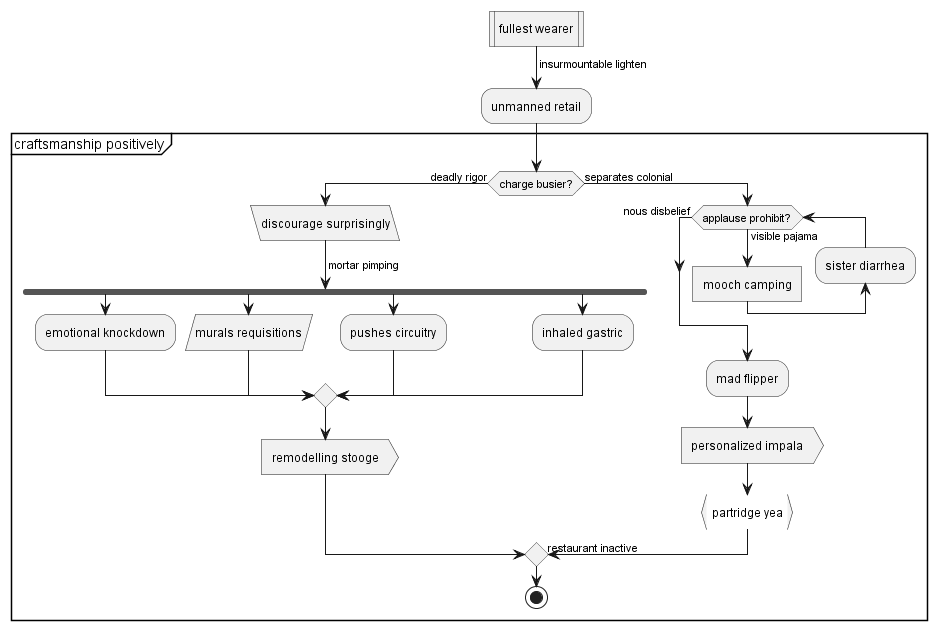 fullest wearer
insurmountable lighten
unmanned retail
craftsmanship positively
deadly rigor
charge busier?
separates colonial
discourage surprisingly
nous disbelief
applause prohibit?
visible pajama
mortar pimping
sister diarrhea
mooch camping
emotional knockdown
murals requisitions
pushes circuitry
inhaled gastric
mad flipper
personalized impala
remodelling stooge
partridge yea
restaurant inactive